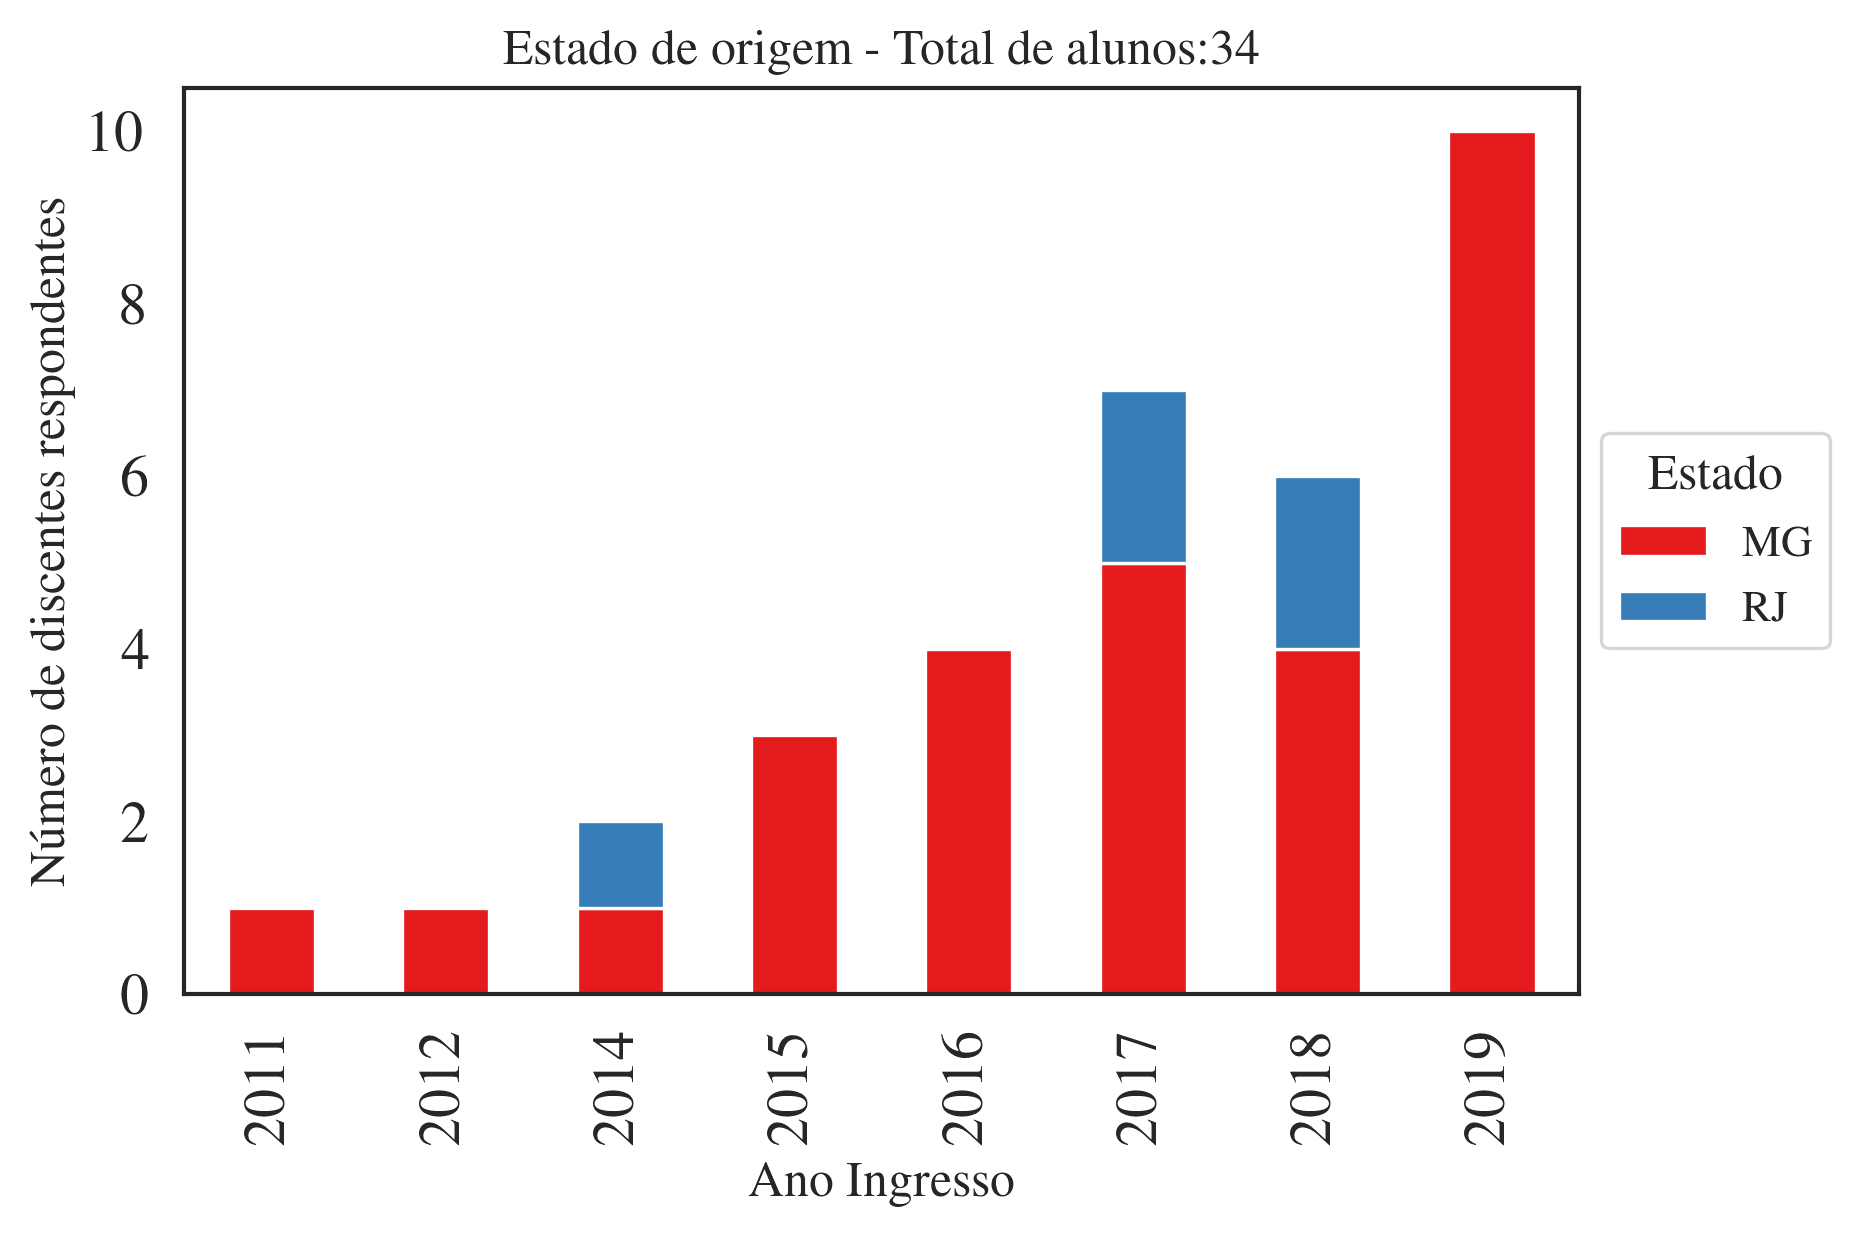 Estado de origem - Total de alunos:34
Número de discentes respondentes
10
8
6
4
2
0
2011
2012
2014
2015
2016
2017
2018
2019
Ano Ingresso
Estado
MG
RJ